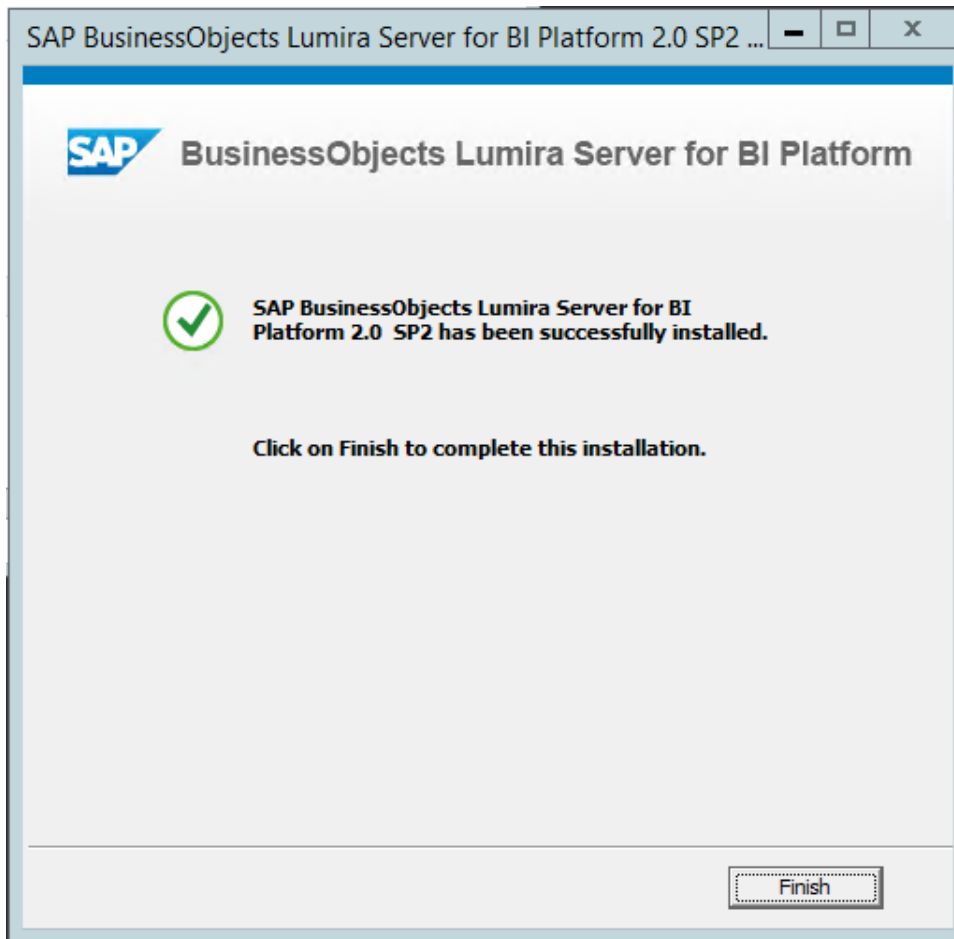 SAP BusinessObjects Lumira Server for BI Platform 2.0 SP2 ...
SAP BusinessObjects Lumira Server for BI Platform
SAP BusinessObjects Lumira Server for BI
Platform 2.0  SP2 has been successfully installed.
Click on Finish to complete this installation.
Finish